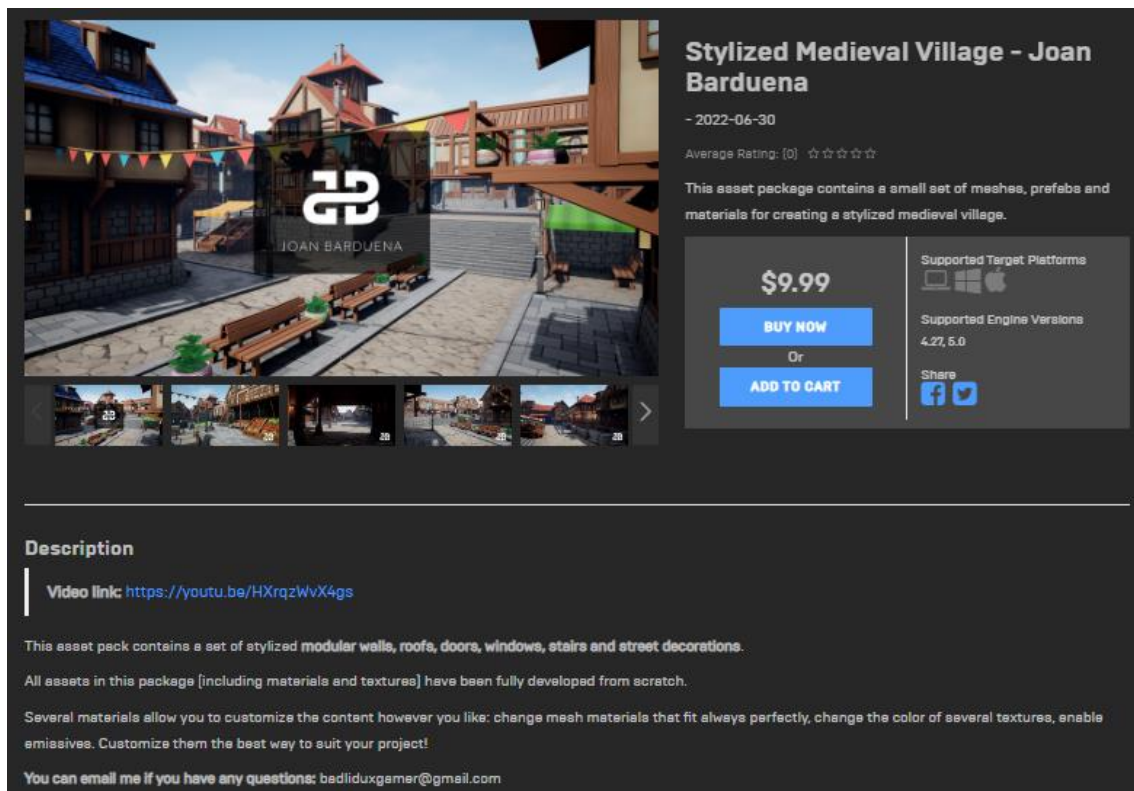 Stylized Medieval Village - Joan
Barduena
- 2022-06-30
Average Rating: (0)
This asset package contains a small set of meshes, prefabs and
materials for creating a stylized medieval village.
JOAN BARDUENA
$9.99
BUY NOW
Or
ADD TO CART
Supported Target Platforms
Supported Engine Versions
4.27, 5.0
Share
Description
Video link: https://youtu.be/HXrqzWvX4gs
This asset pack contains a set of stylized modular walls, roofs, doors, windows, stairs and street decorations.
All assets in this package (including materials and textures) have been fully developed from scratch.
Several materials allow you to customize the content however you like: change mesh materials that fit always perfectly, change the color of several textures, enable
emissives. Customize them the best way to suit your project!
You can email me if you have any questions: badliduxgamer@gmail.com